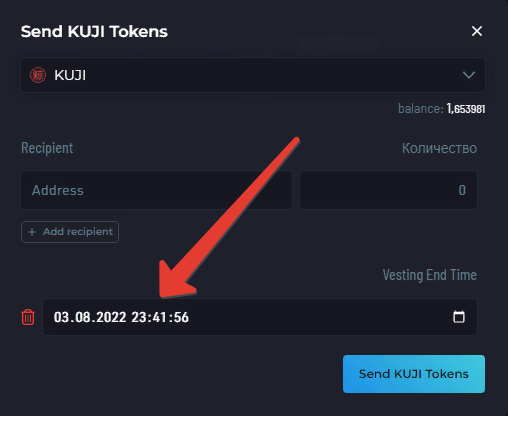 Send KUJI Tokens
KUJI
balance: 1,653981
Recipient Количество
Address 0
+ Add recipient
Vesting End Time
03.08.2022 23:41:56
Send KUJI Tokens